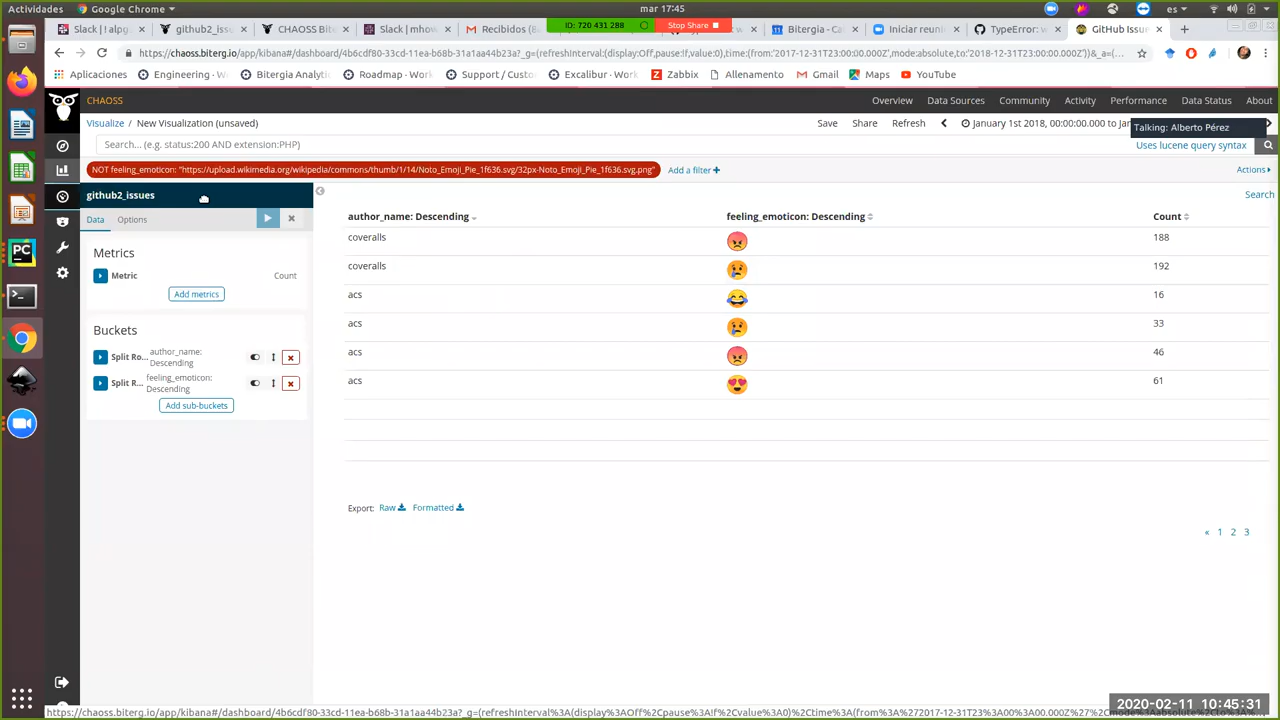 Actividades Google Chrome mar 17:45 es
ID: 720 431 288 Stop Share
Slack | l alpg github2_iss CHAOSS Bi Slack | nhow Recibidos (E Bitergia - Iniciar reuni TypeError: GitHub Issu
https://chaoss.biterg.io/app/kibana#/dashboard/4b6cdf80-33cd-11ea-b68b-31a1aa44b23a?_g=(refreshInterval:(display:Off,pause:!f,value:0),time:(from:'2017-12-31T23:00:00.000Z',mode:absolute,to:'2018-12-31T23:00:00.000Z'))&_a=(
Aplicaciones Engineering - Bitergia Analyti Roadmap - Work Support / Custo Excalibur - Work Zabbix Allenamento Gmail Maps YouTube
CHAOSS Overview Data Sources Community Activity Performance Data Status About
Visualize / New Visualization (unsaved) Save Share Refresh January 1st 2018, 00:00:00.000 to Jan
Talking: Alberto Pérez
Search... (e.g. status:200 AND extension:PHP) Uses lucene query syntax
NOT feeling_emoticon: "https://upload.wikimedia.org/wikipedia/commons/thumb/1/14/Noto_Emoji_Pie_1f636.svg/32px-Noto_Emoji_Pie_1f636.svg.png" Add a filter + Actions
github2_issues Search
Data Options
Metrics
Metric Count
Add metrics
Buckets
Split Ro... author_name: Descending
Split R... feeling_emoticon: Descending
Add sub-buckets
author_name: Descending feeling_emoticon: Descending Count
coveralls 188
coveralls 192
acs 16
acs 33
acs 46
acs 61
Export: Raw Formatted
« 1 2 3
2020-02-11 10:45:31
https://chaoss.biterg.io/app/kibana#/dashboard/4b6cdf80-33cd-11ea-b68b-31a1aa44b23a?_g=(refreshInterval%3A(display%3AOff%2Cpause%3A!f%2Cvalue%3A0)%2Ctime%3A(from%3A%272017-12-31T23%3A00%3A00.000Z%27%2Cmode%3Aabsolute%2Cto%3A%